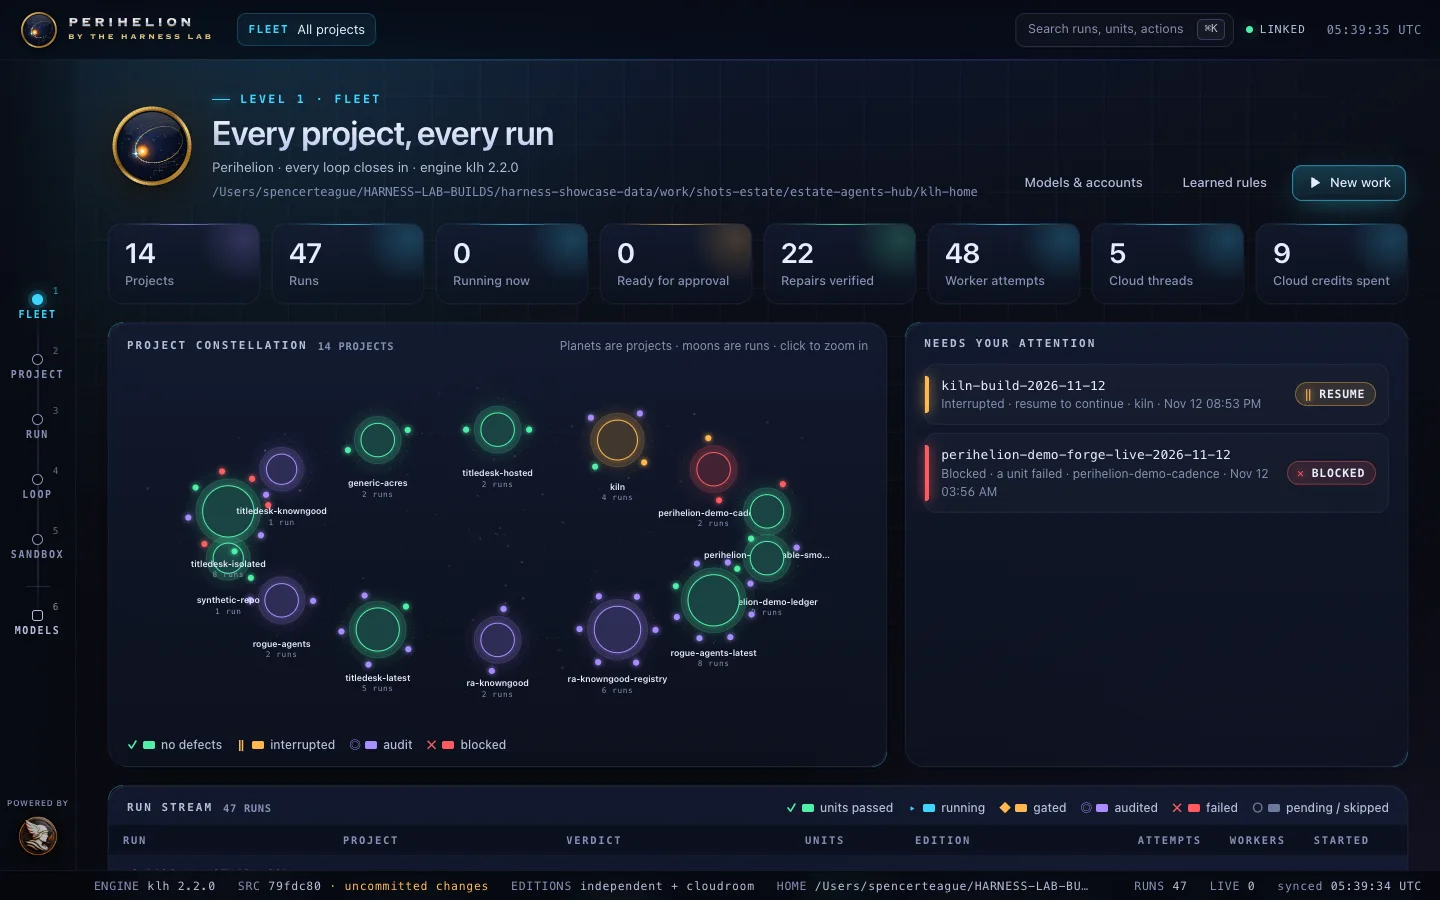 PERIHELION
BY THE HARNESS LAB
FLEET All projects
Search runs, units, actions ⌘K
LINKED
05:39:35 UTC
LEVEL 1 · FLEET
Every project, every run
Perihelion · every loop closes in · engine klh 2.2.0
/Users/spencerteague/HARNESS-LAB-BUILDS/harness-showcase-data/work/shots-estate/estate-agents-hub/klh-home
Models & accounts
Learned rules
New work
14
Projects
47
Runs
0
Running now
0
Ready for approval
22
Repairs verified
48
Worker attempts
5
Cloud threads
9
Cloud credits spent
1
FLEET
2
PROJECT
3
RUN
4
LOOP
5
SANDBOX
6
MODELS
POWERED BY
PROJECT CONSTELLATION 14 PROJECTS
Planets are projects · moons are runs · click to zoom in
titledesk-hosted
2 runs
generic-acres
2 runs
kiln
4 runs
titledesk-knowngood
1 run
perihelion-demo-cad
2 runs
perihelion- able-smo…
titledesk-isolated
8 runs
synthetic-repo
1 run
elion-demo-ledger
runs
rogue-agents
2 runs
rogue-agents-latest
8 runs
titledesk-latest
5 runs
ra-knowngood
2 runs
ra-knowngood-registry
6 runs
no defects
interrupted
audit
blocked
NEEDS YOUR ATTENTION
kiln-build-2026-11-12
Interrupted · resume to continue · kiln · Nov 12 08:53 PM
RESUME
perihelion-demo-forge-live-2026-11-12
Blocked · a unit failed · perihelion-demo-cadence · Nov 12
03:56 AM
BLOCKED
RUN STREAM 47 RUNS
units passed
running
gated
audited
failed
pending / skipped
RUN PROJECT VERDICT UNITS EDITION ATTEMPTS WORKERS STARTED
ENGINE klh 2.2.0 SRC 79fdc80 · uncommitted changes EDITIONS independent + cloudroom HOME /Users/spencerteague/HARNESS-LAB-BU… RUNS 47 LIVE 0 synced 05:39:34 UTC